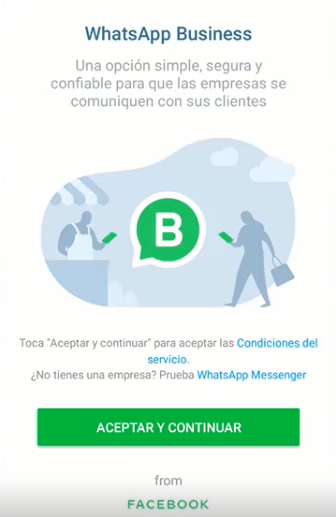 WhatsApp Business
Una opción simple, segura y
confiable para que las empresas se
comuniquen con sus clientes
B
Toca "Aceptar y continuar" para aceptar las Condiciones del
servicio.
¿No tienes una empresa? Prueba WhatsApp Messenger
ACEPTAR Y CONTINUAR
from
FACEBOOK